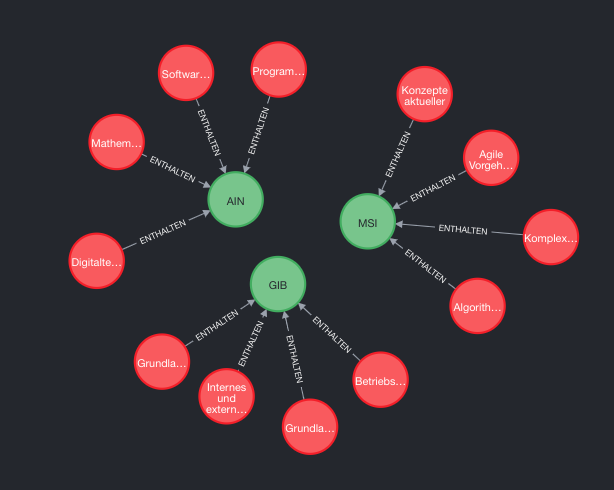 Softwar…
Program…
Mathem…
Digitalte…
ENTHALTEN
ENTHALTEN
ENTHALTEN
ENTHALTEN
AIN
Konzepte
aktueller
Agile
Vorgeh…
Komplex…
Algorith…
ENTHALTEN
ENTHALTEN
ENTHALTEN
ENTHALTEN
MSI
GIB
ENTHALTEN
ENTHALTEN
ENTHALTEN
ENTHALTEN
Grundla…
Internes
und
extern…
Grundla…
Betriebs…